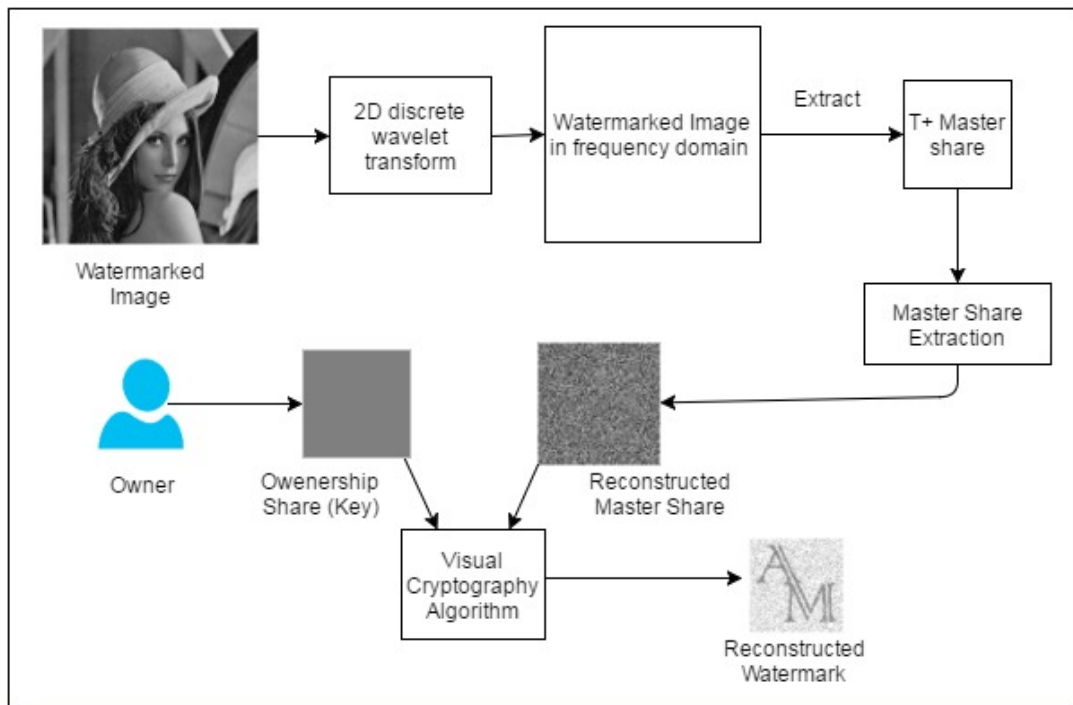 2D discrete
wavelet
transform
Watermarked Image
in frequency domain
Extract
T+ Master
share
Watermarked
Image
Master Share
Extraction
Owner
Owenership
Share (Key)
Reconstructed
Master Share
Visual
Cryptography
Algorithm
AM
Reconstructed
Watermark